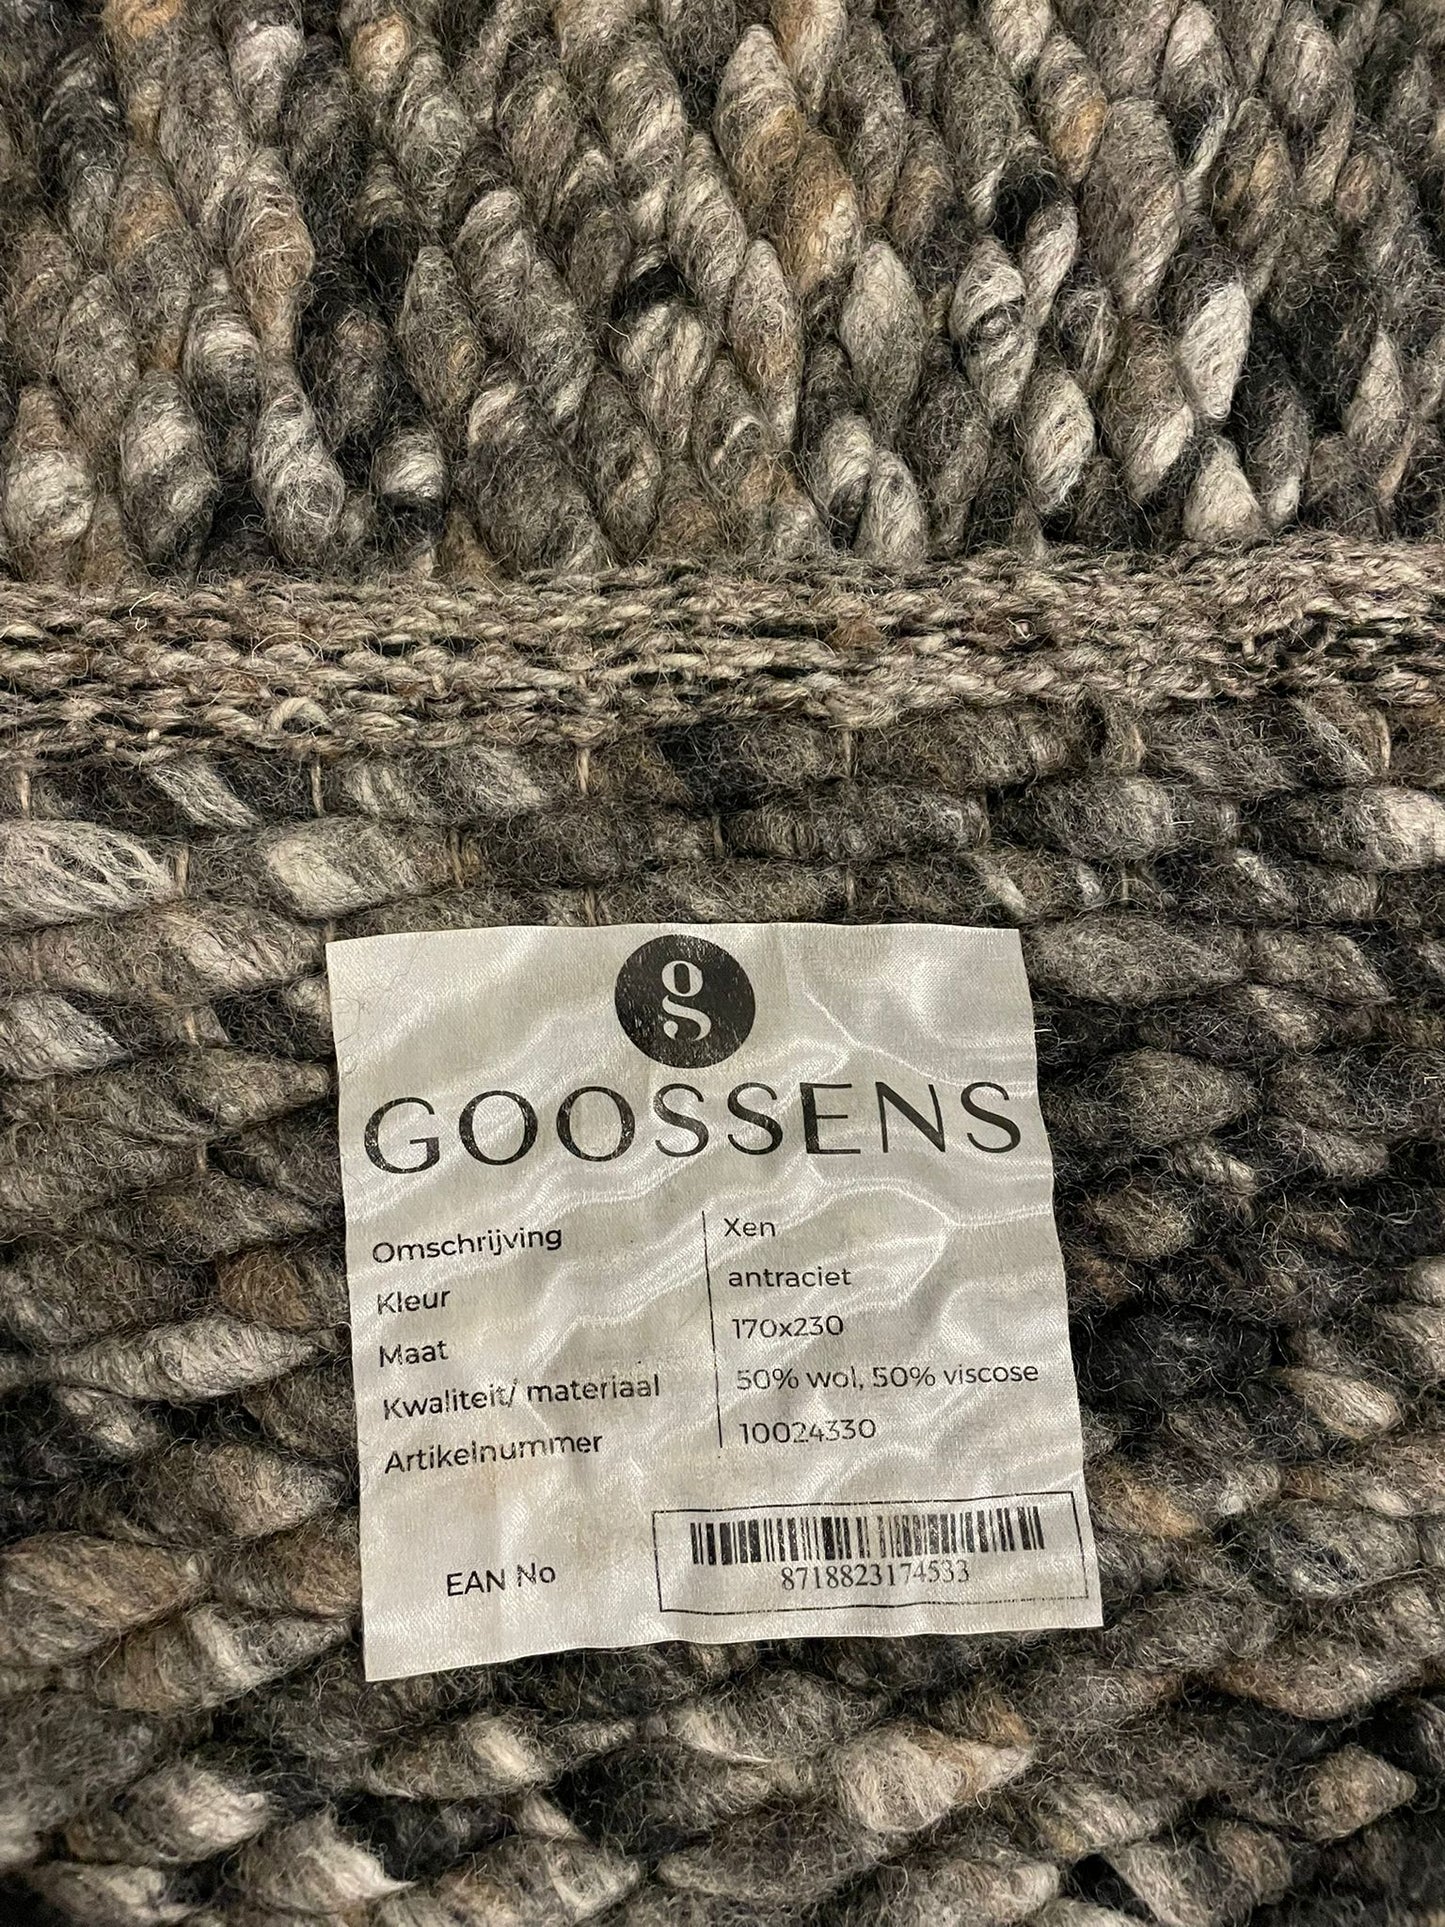 g
GOOSSENS
Omschrijving Xen
Kleur antraciet
Maat 170x230
Kwaliteit/ materiaal 50% wol, 50% viscose
Artikelnummer 10024330
EAN No 8718823174533